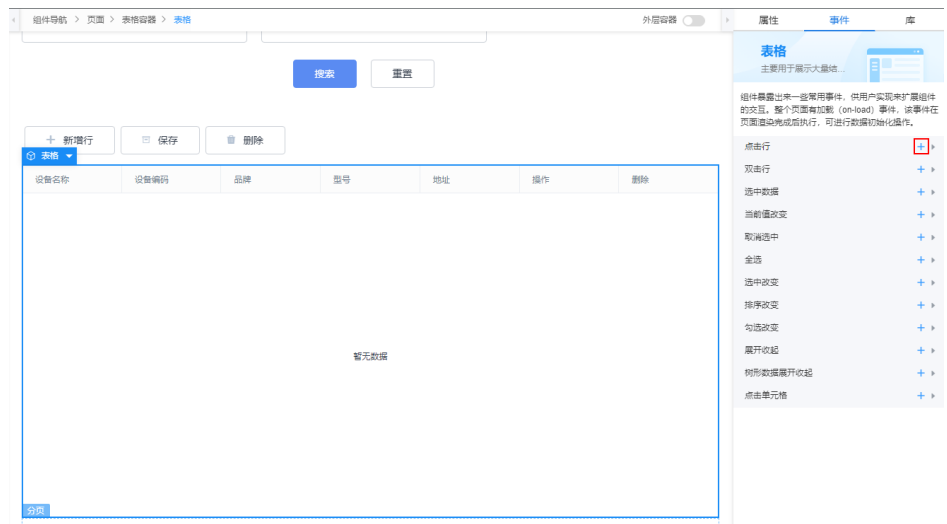 组件导航 > 页面 > 表格容器 > 表格
外层容器
属性 事件 库
搜索 重置
表格
主要用于展示大量结...
组件暴露出来一些常用事件，供用户实现来扩展组件
的交互。整个页面有加载（on-load）事件，该事件在
页面渲染完成后执行，可进行数据初始化操作。
新增行 保存 删除
表格
设备名称 设备编码 品牌 型号 地址 操作 删除
暂无数据
分页
点击行
双击行
选中数据
当前值改变
取消选中
全选
选中改变
排序改变
勾选改变
展开收起
树形数据展开收起
点击单元格